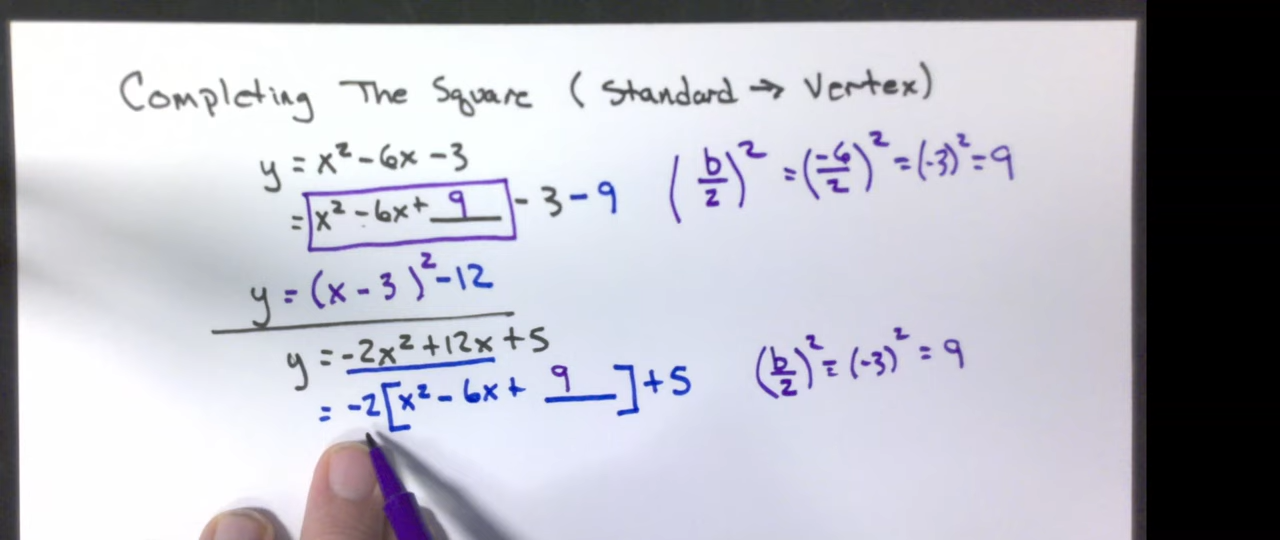 Completing The Square (Standard → Vertex)
y = x² - 6x - 3
= x² - 6x + 9 - 3 - 9
(b/2)² = (-6/2)² = (-3)² = 9
y = (x - 3)² - 12
y = -2x² + 12x + 5
= -2[x² - 6x + 9] + 5
(b/2)² = (-3)² = 9